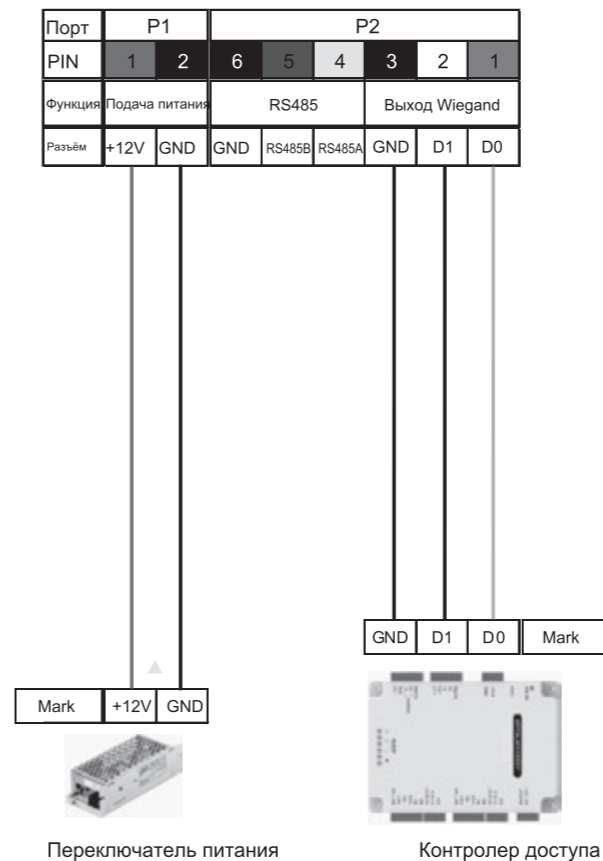 Порт P1 P2
PIN 1 2 6 5 4 3 2 1
Функция Подача питания RS485 Выход Wiegand
Разъём +12V GND GND RS485B RS485A GND D1 D0
GND D1 D0 Mark
Mark +12V GND
Переключатель питания Контролер доступа